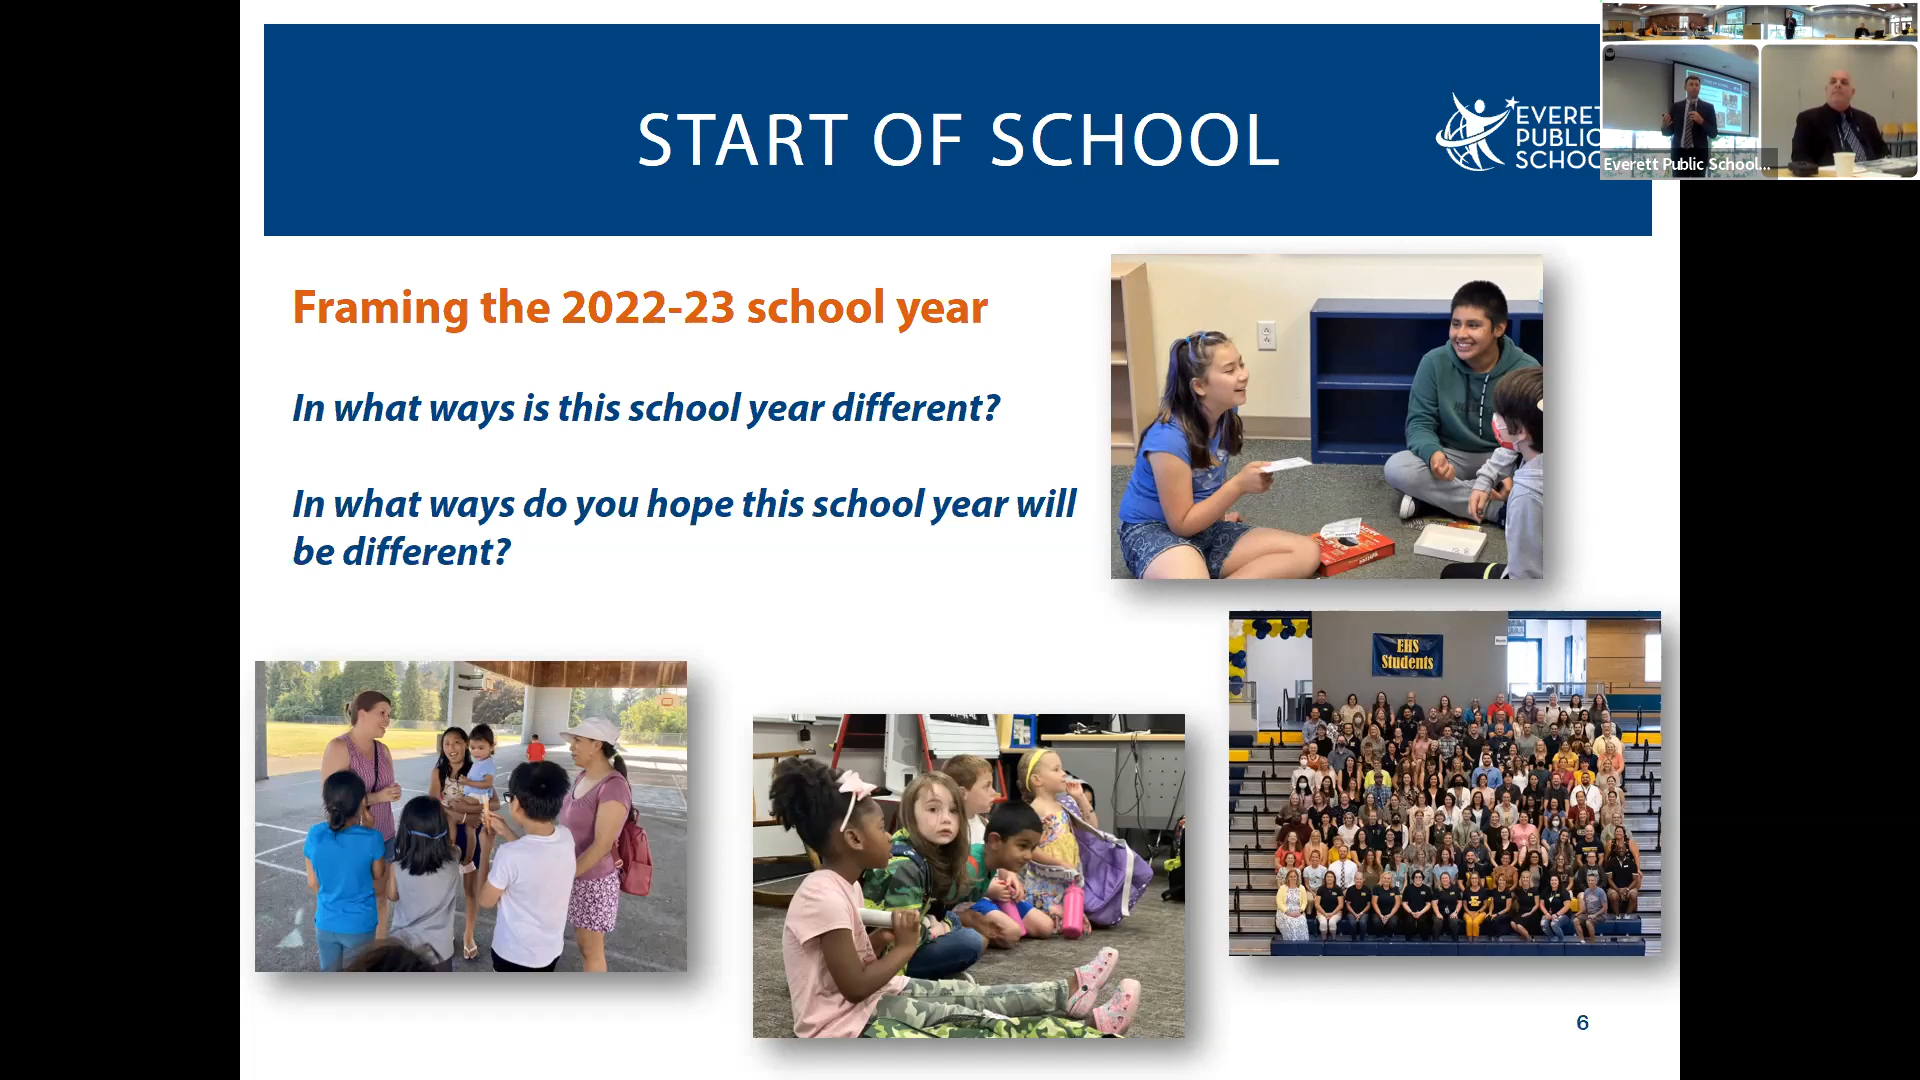 START OF SCHOOL
EVERET
PUBLIC
SCHOO
Everett Public School...
Framing the 2022-23 school year
In what ways is this school year different?
In what ways do you hope this school year will
be different?
EHS
Students
6